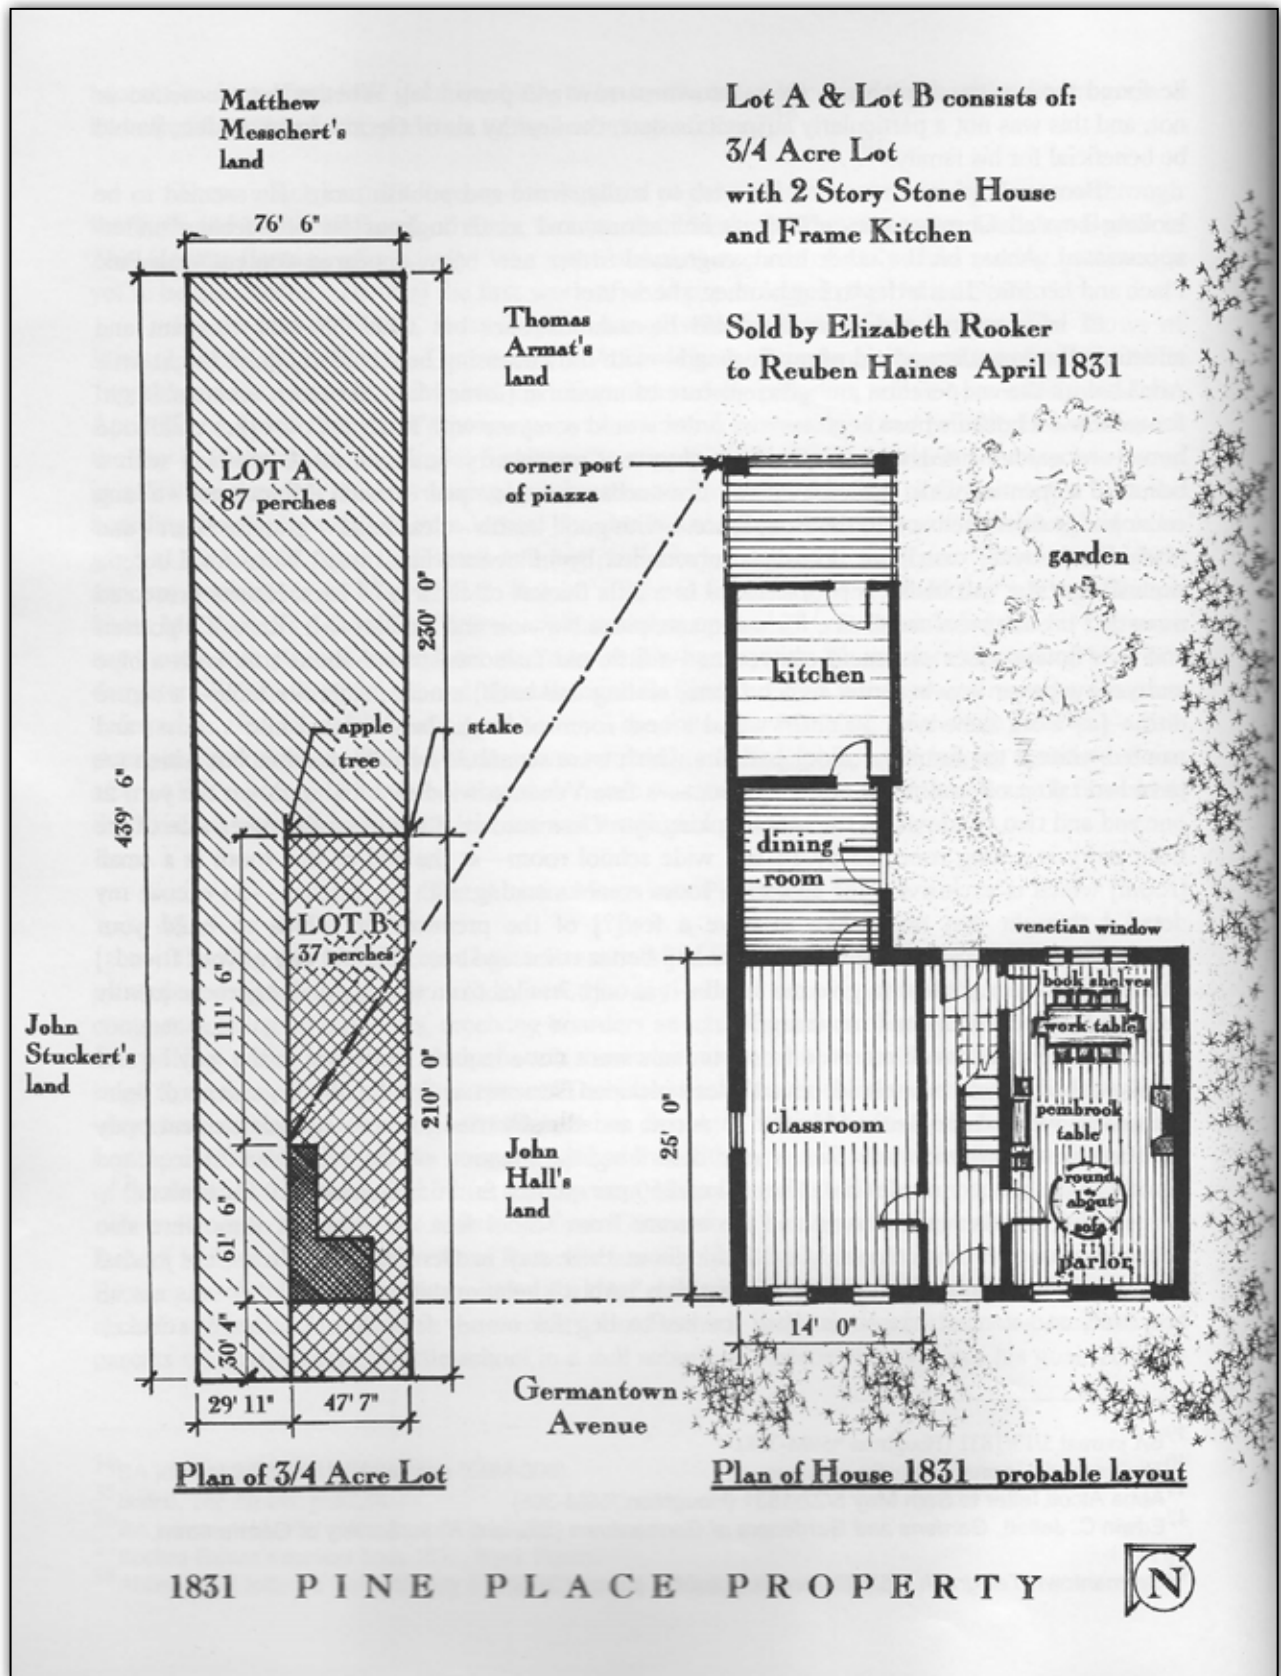 Matthew
Messchert's
land
76' 6"
439' 6"
LOT A
87 perches
230' 0"
apple
tree
stake
LOT B
37 perches
111' 6"
210' 0"
61' 6"
30' 4"
29' 11"
47' 7"
John
Stuckert's
land
Thomas
Armat's
land
corner post
of piazza
John
Hall's
land
Germantown
Avenue
Plan of 3/4 Acre Lot
Lot A & Lot B consists of:
3/4 Acre Lot
with 2 Story Stone House
and Frame Kitchen
Sold by Elizabeth Rooker
to Reuben Haines April 1831
garden
kitchen
dining
room
venetian window
book shelves
work table
pembrook
table
round
about
sofa
parlor
classroom
25' 0"
14' 0"
Plan of House 1831 probable layout
1831 PINE PLACE PROPERTY
N